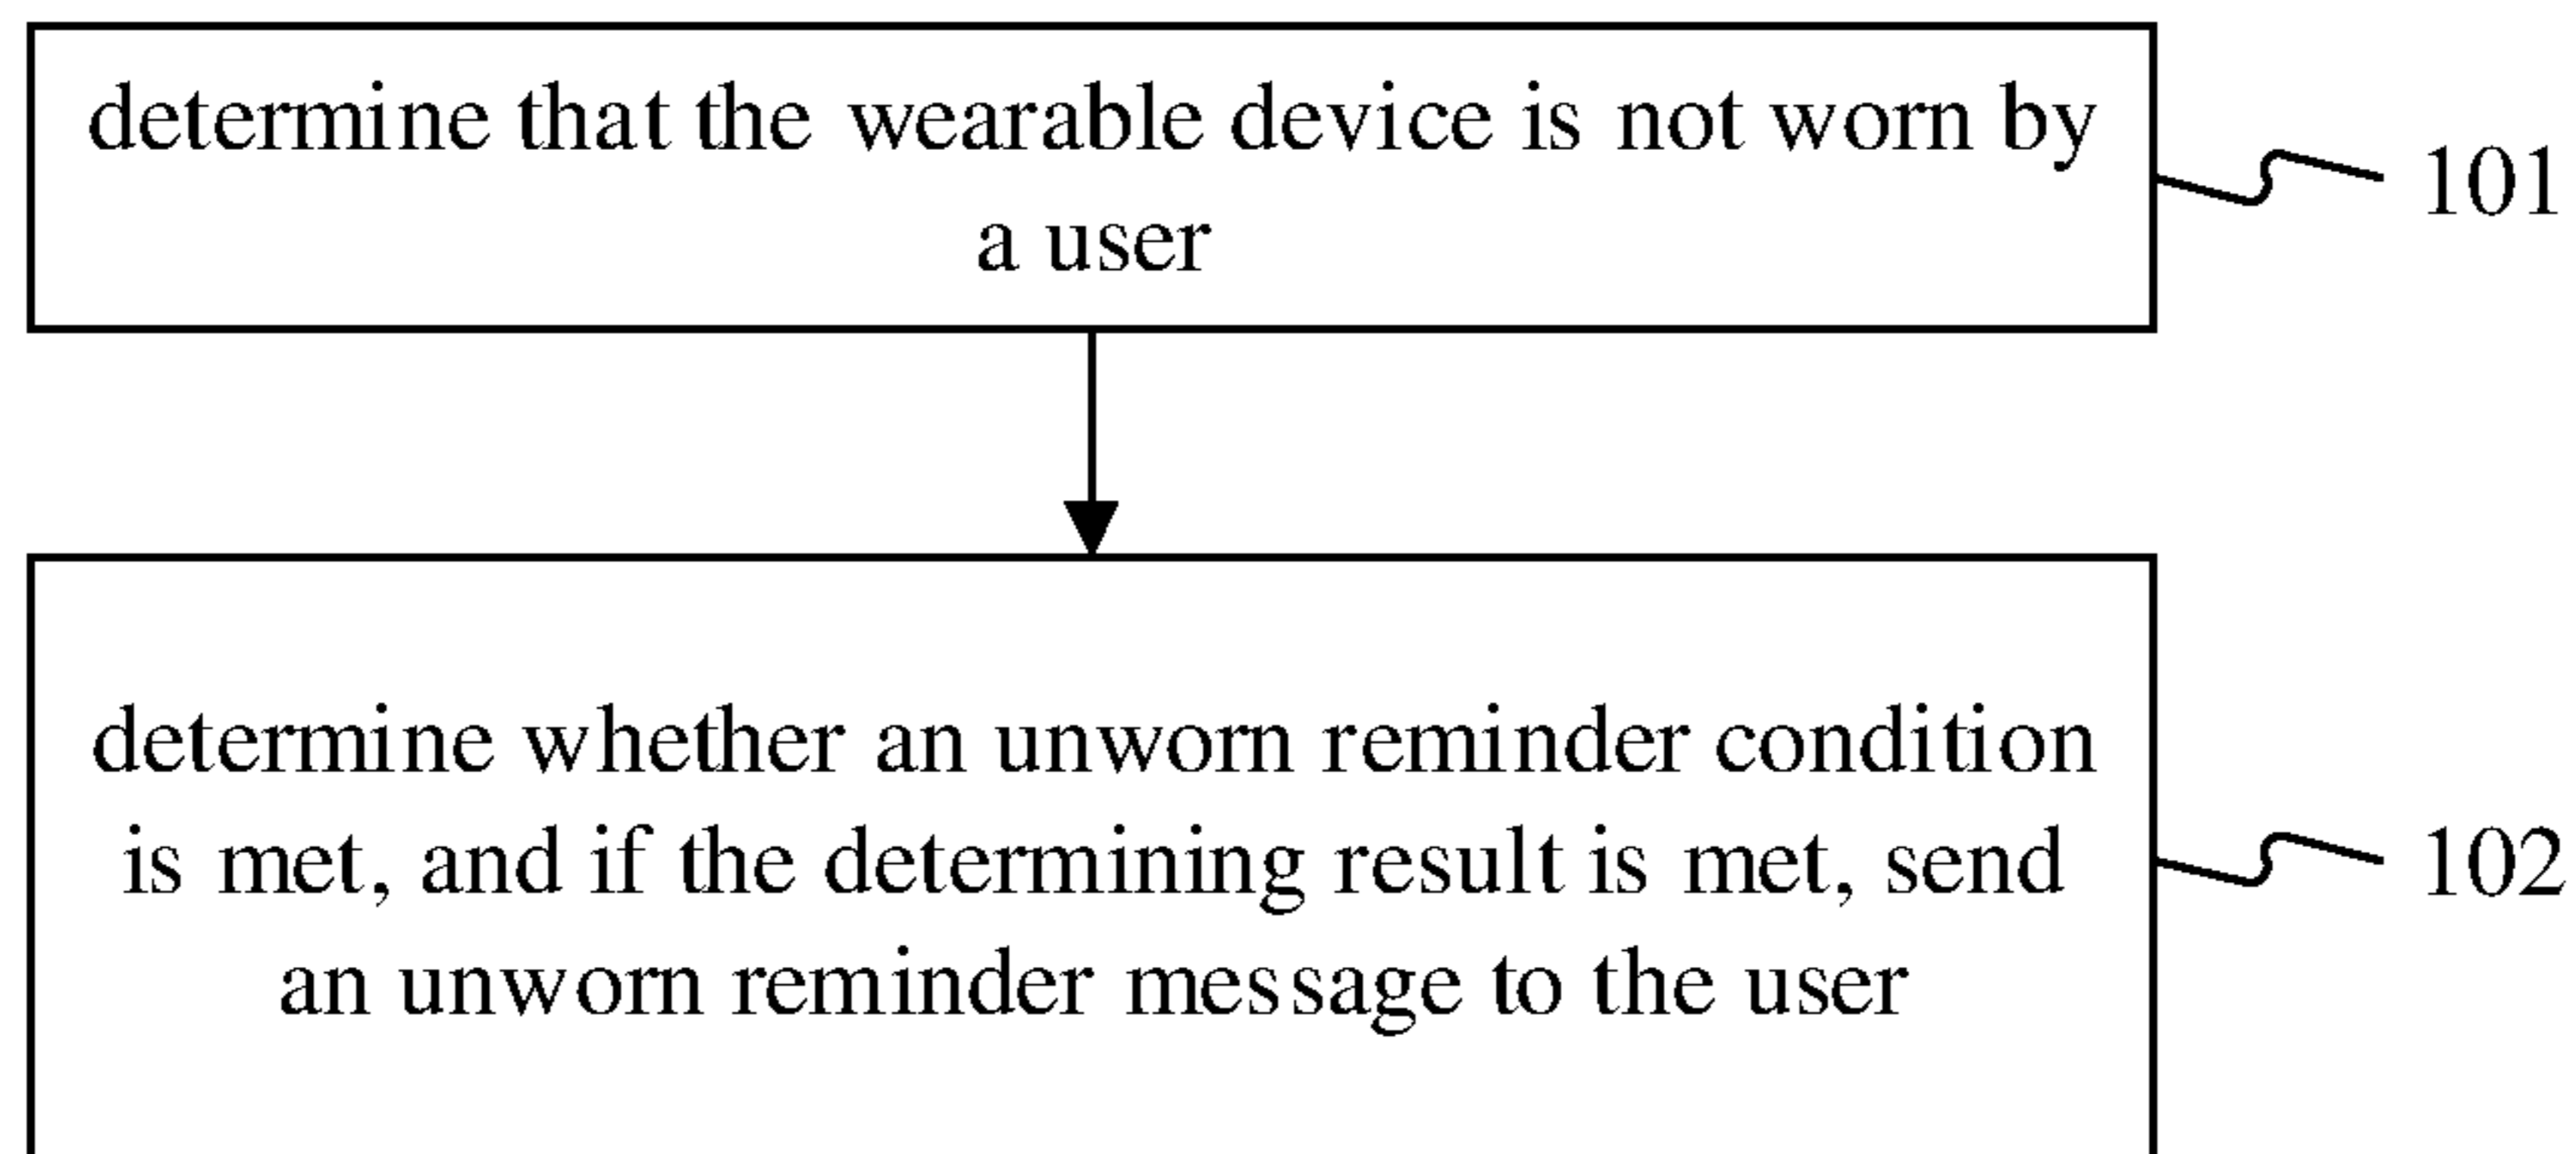 determine that the wearable device is not worn by
a user
101
determine whether an unworn reminder condition
is met, and if the determining result is met, send
an unworn reminder message to the user
102